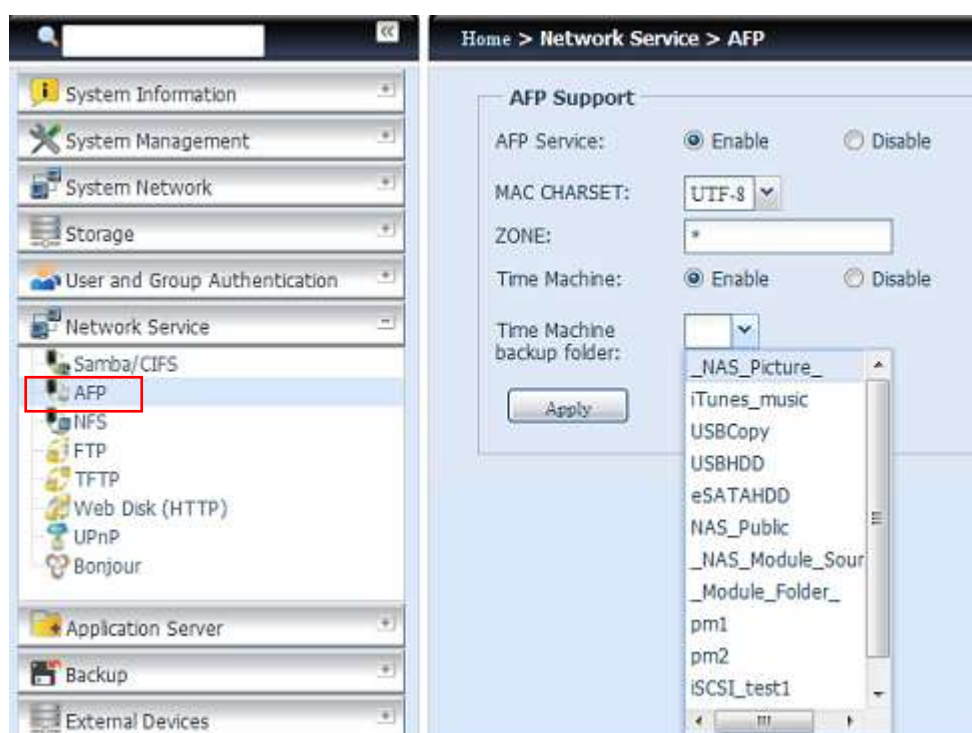 Home > Network Service > AFP
System Information
System Management
System Network
Storage
User and Group Authentication
Network Service
Samba/CIFS
AFP
NFS
FTP
TFTP
Web Disk (HTTP)
UPnP
Bonjour
Application Server
Backup
External Devices
AFP Support
AFP Service: Enable Disable
MAC CHARSET: UTF-8
ZONE: *
Time Machine: Enable Disable
Time Machine
backup folder:
_NAS_Picture_
iTunes_music
USBCopy
USBHDD
eSATAHDD
NAS_Public
_NAS_Module_Sour
_Module_Folder_
pm1
pm2
iSCSI_test1
Apply